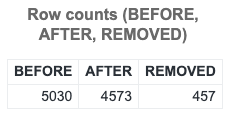 Row counts (BEFORE,
AFTER, REMOVED)
BEFORE AFTER REMOVED
5030 4573 457